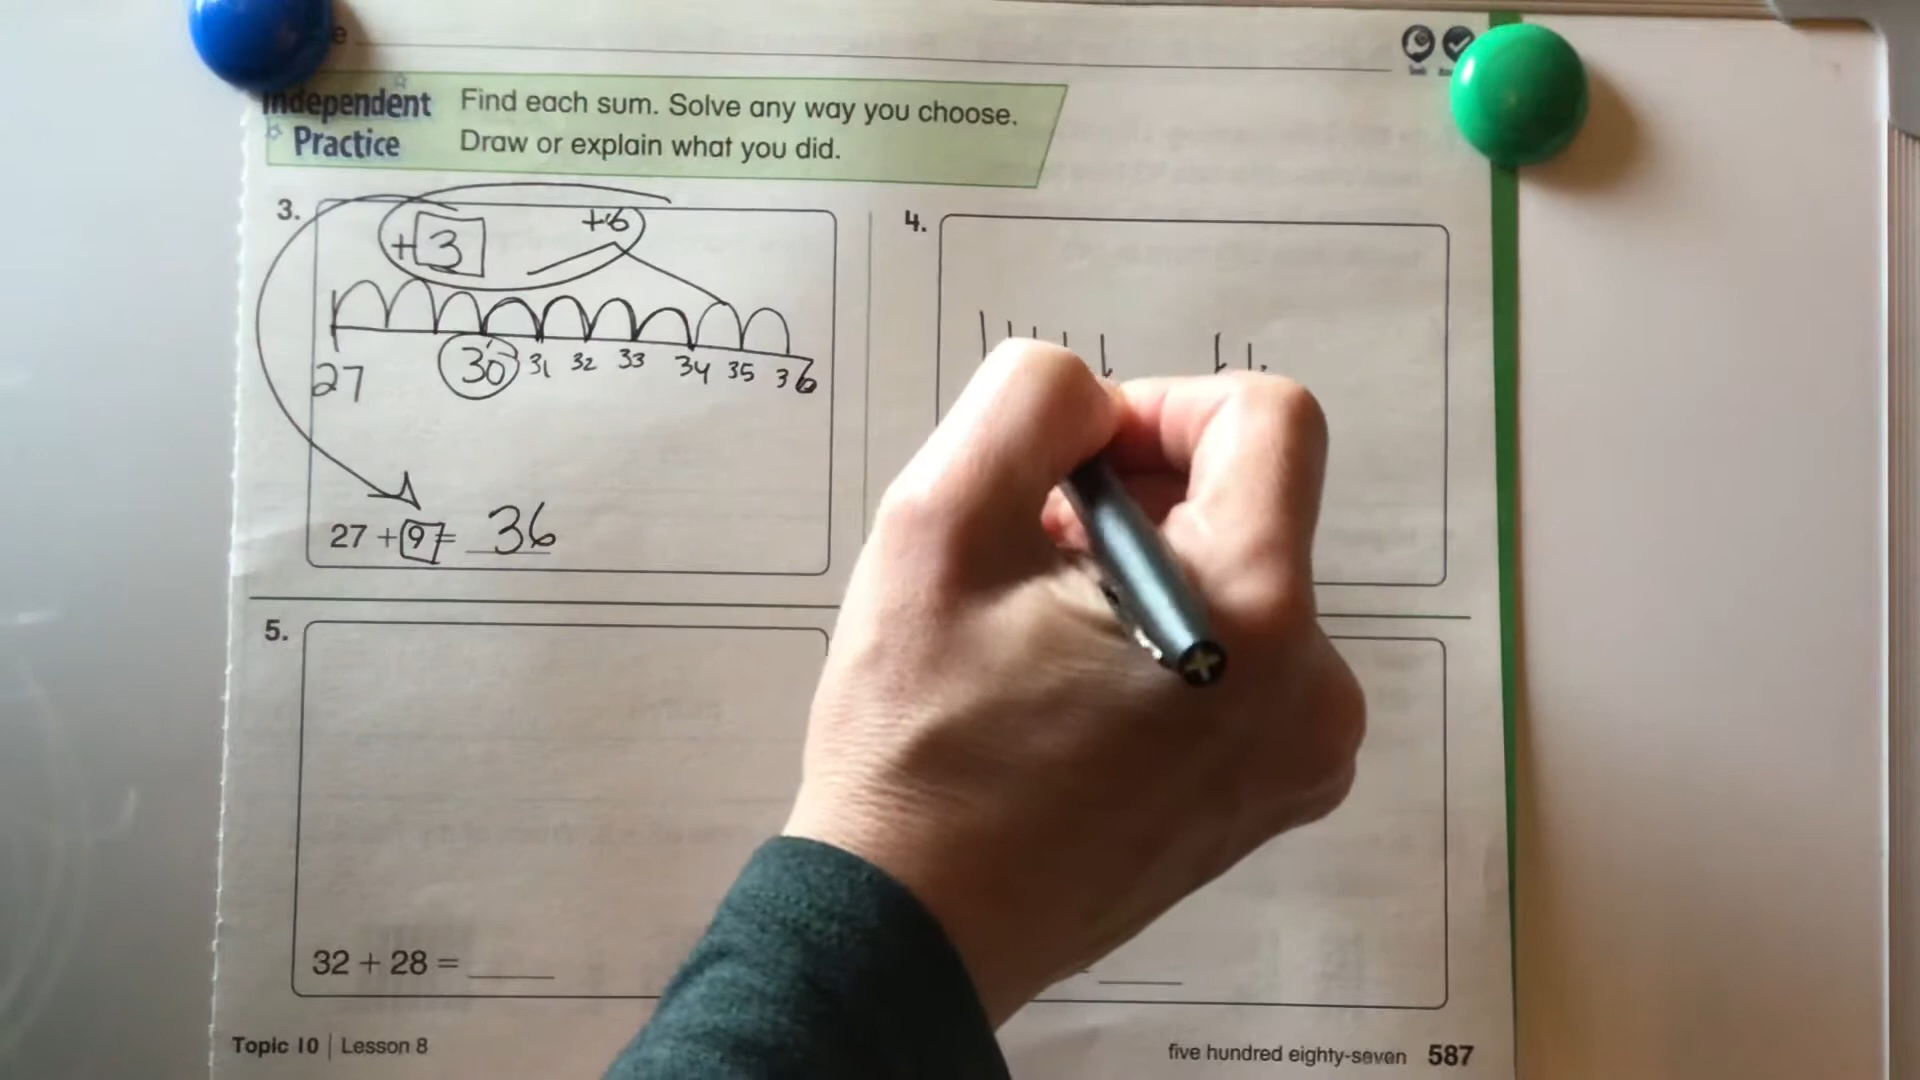 Independent Practice
Find each sum. Solve any way you choose.
Draw or explain what you did.
3.
+3
+6
27 30 31 32 33 34 35 36
27 + 9 = 36
4.
5.
32 + 28 =
Topic 10 | Lesson 8
five hundred eighty-seven 587